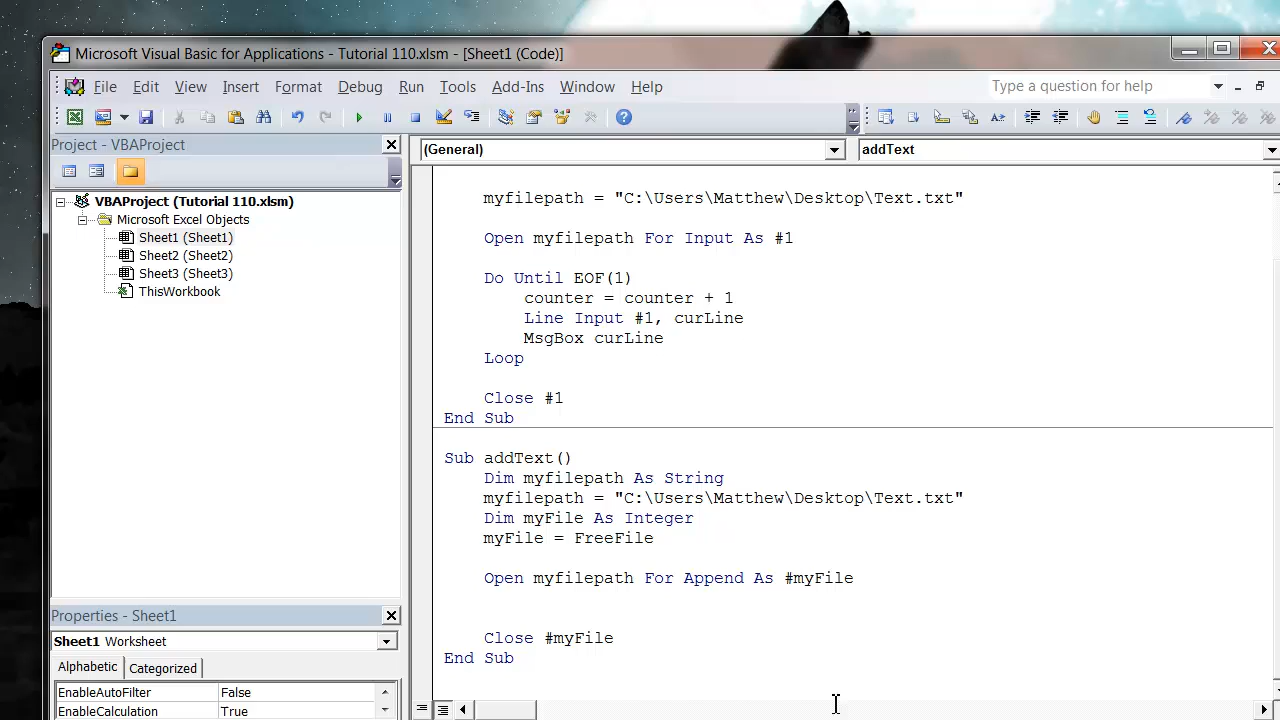 Microsoft Visual Basic for Applications - Tutorial 110.xlsm - [Sheet1 (Code)]
File Edit View Insert Format Debug Run Tools Add-Ins Window Help
Type a question for help
Project - VBAProject
(General)
addText
VBAProject (Tutorial 110.xlsm)
Microsoft Excel Objects
Sheet1 (Sheet1)
Sheet2 (Sheet2)
Sheet3 (Sheet3)
ThisWorkbook
myfilepath = "C:\Users\Matthew\Desktop\Text.txt"
Open myfilepath For Input As #1
Do Until EOF(1)
counter = counter + 1
Line Input #1, curLine
MsgBox curLine
Loop
Close #1
End Sub
Sub addText()
Dim myfilepath As String
myfilepath = "C:\Users\Matthew\Desktop\Text.txt"
Dim myFile As Integer
myFile = FreeFile
Open myfilepath For Append As #myFile
Close #myFile
End Sub
Properties - Sheet1
Sheet1 Worksheet
Alphabetic Categorized
EnableAutoFilter False
EnableCalculation True